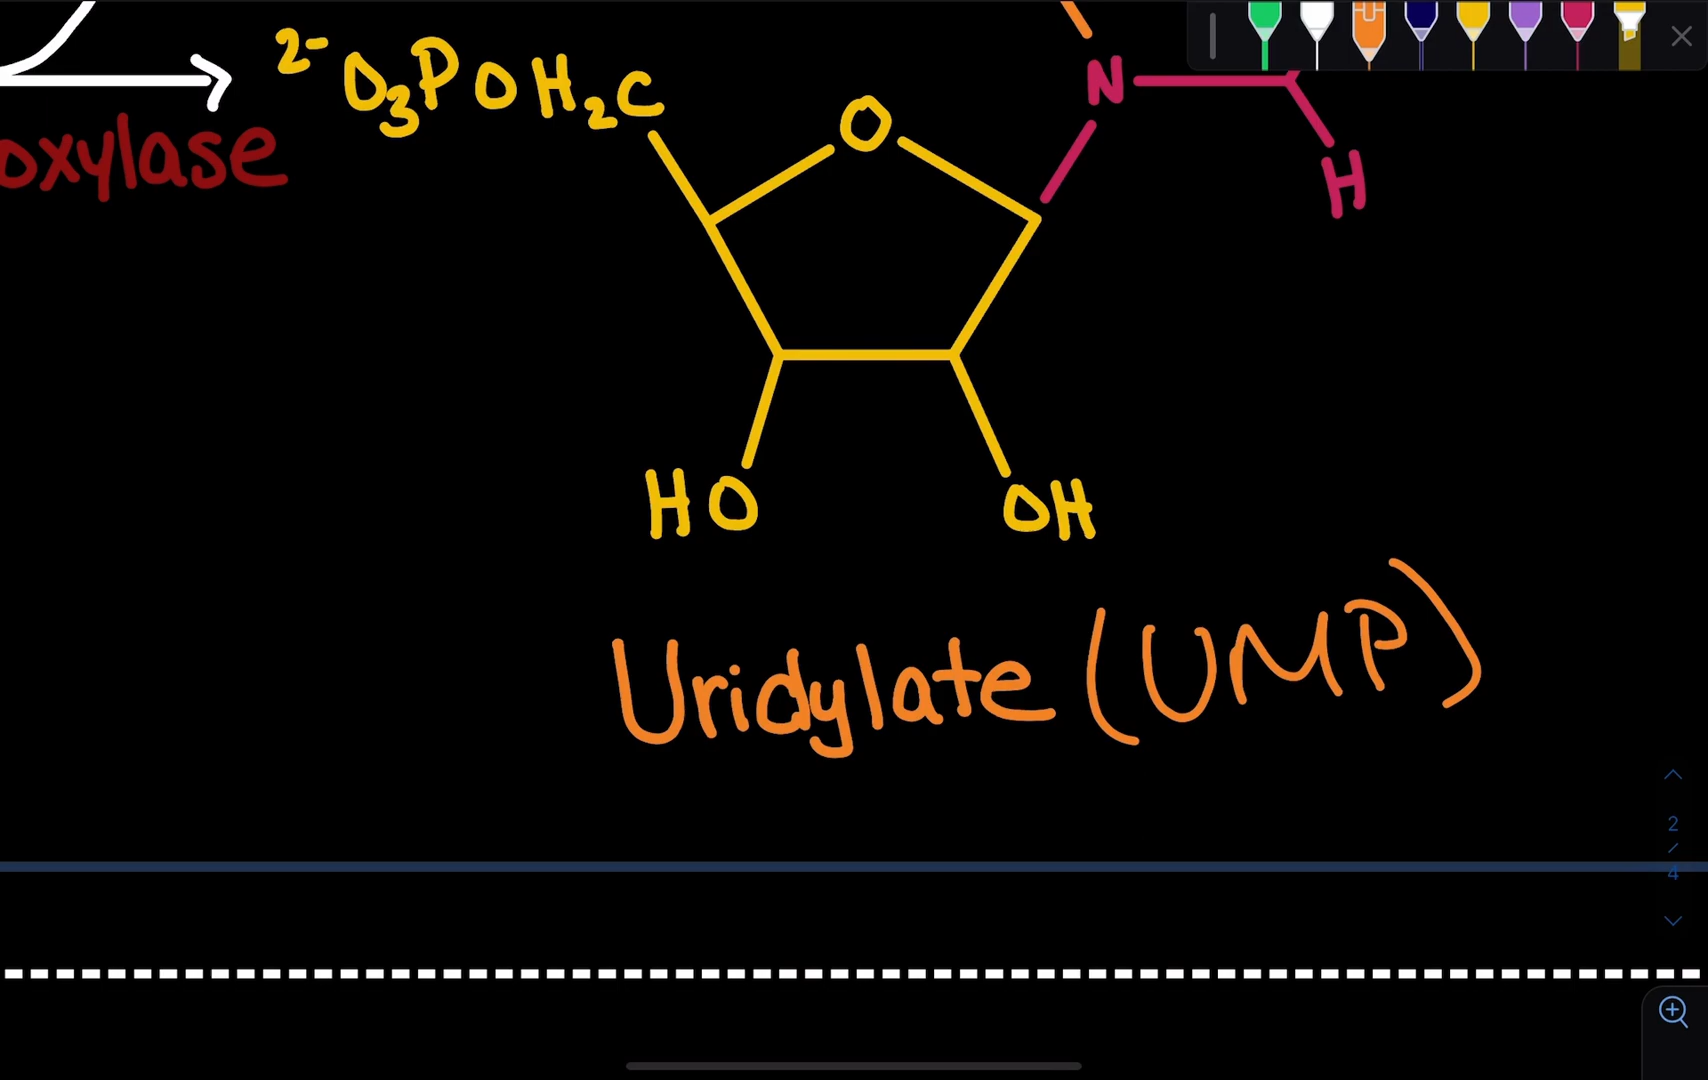 2-O3POH2C
O
N
H
oxylase
HO
OH
Uridylate (UMP)
2
/
4